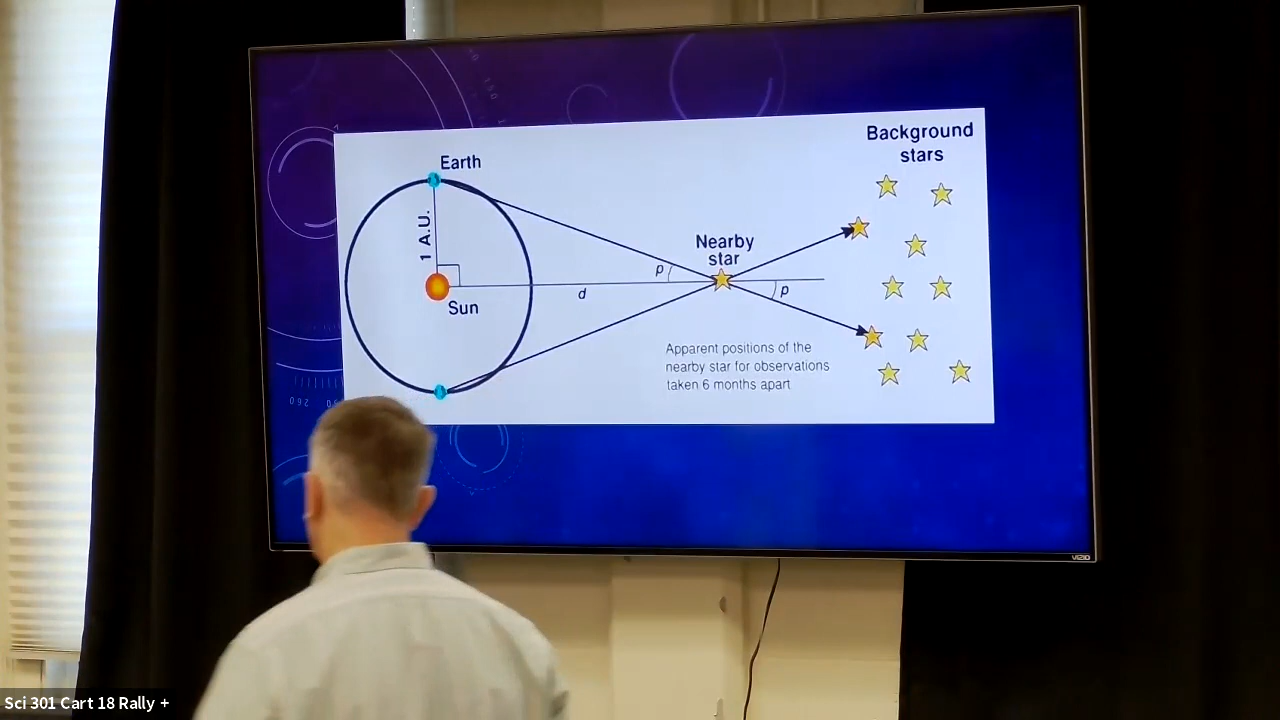 Background
stars
Earth
1 A.U.
Nearby
star
p
d
p
Sun
Apparent positions of the
nearby star for observations
taken 6 months apart
VIZIO
Sci 301 Cart 18 Rally +